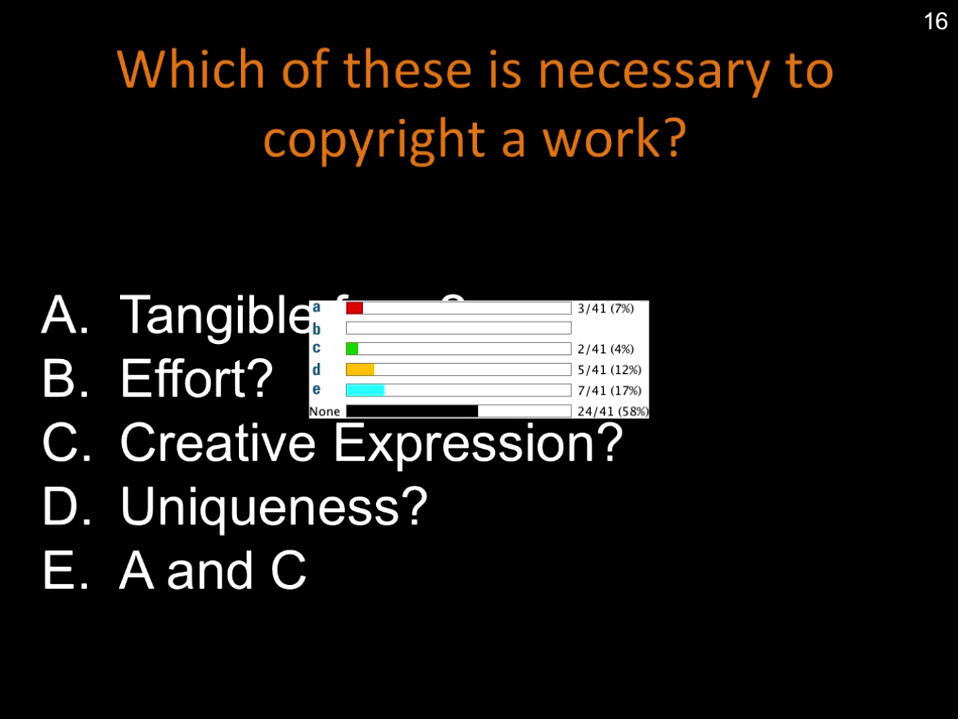 16
Which of these is necessary to
copyright a work?
A. Tangible
a 3/41 (7%)
b
c 2/41 (4%)
d 5/41 (12%)
e 7/41 (17%)
None 24/41 (58%)
B. Effort?
C. Creative Expression?
D. Uniqueness?
E. A and C